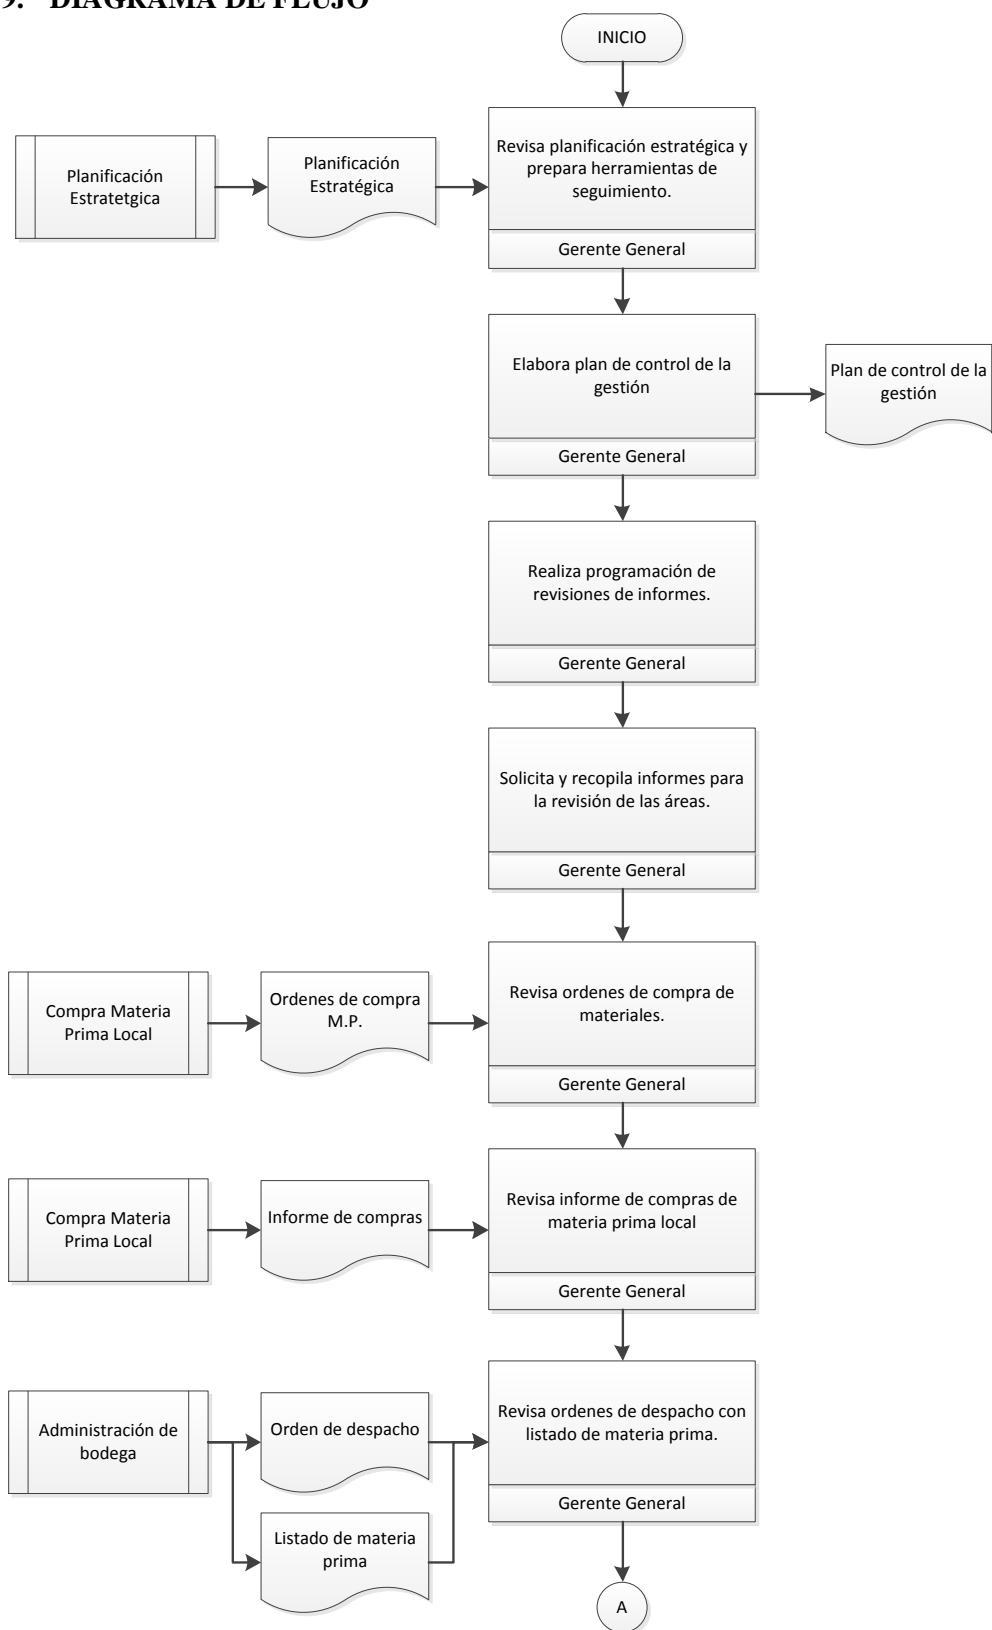 9. DIAGRAMA DE FLUJO
INICIO
Revisa planificación estratégica y
prepara herramientas de
seguimiento.
Gerente General
Planificación
Estratetgica
Planificación
Estratégica
Elabora plan de control de la
gestión
Gerente General
Plan de control de la
gestión
Realiza programación de
revisiones de informes.
Gerente General
Solicita y recopila informes para
la revisión de las áreas.
Gerente General
Compra Materia
Prima Local
Ordenes de compra
M.P.
Revisa ordenes de compra de
materiales.
Gerente General
Compra Materia
Prima Local
Informe de compras
Revisa informe de compras de
materia prima local
Gerente General
Administración de
bodega
Orden de despacho
Listado de materia
prima
Revisa ordenes de despacho con
listado de materia prima.
Gerente General
A